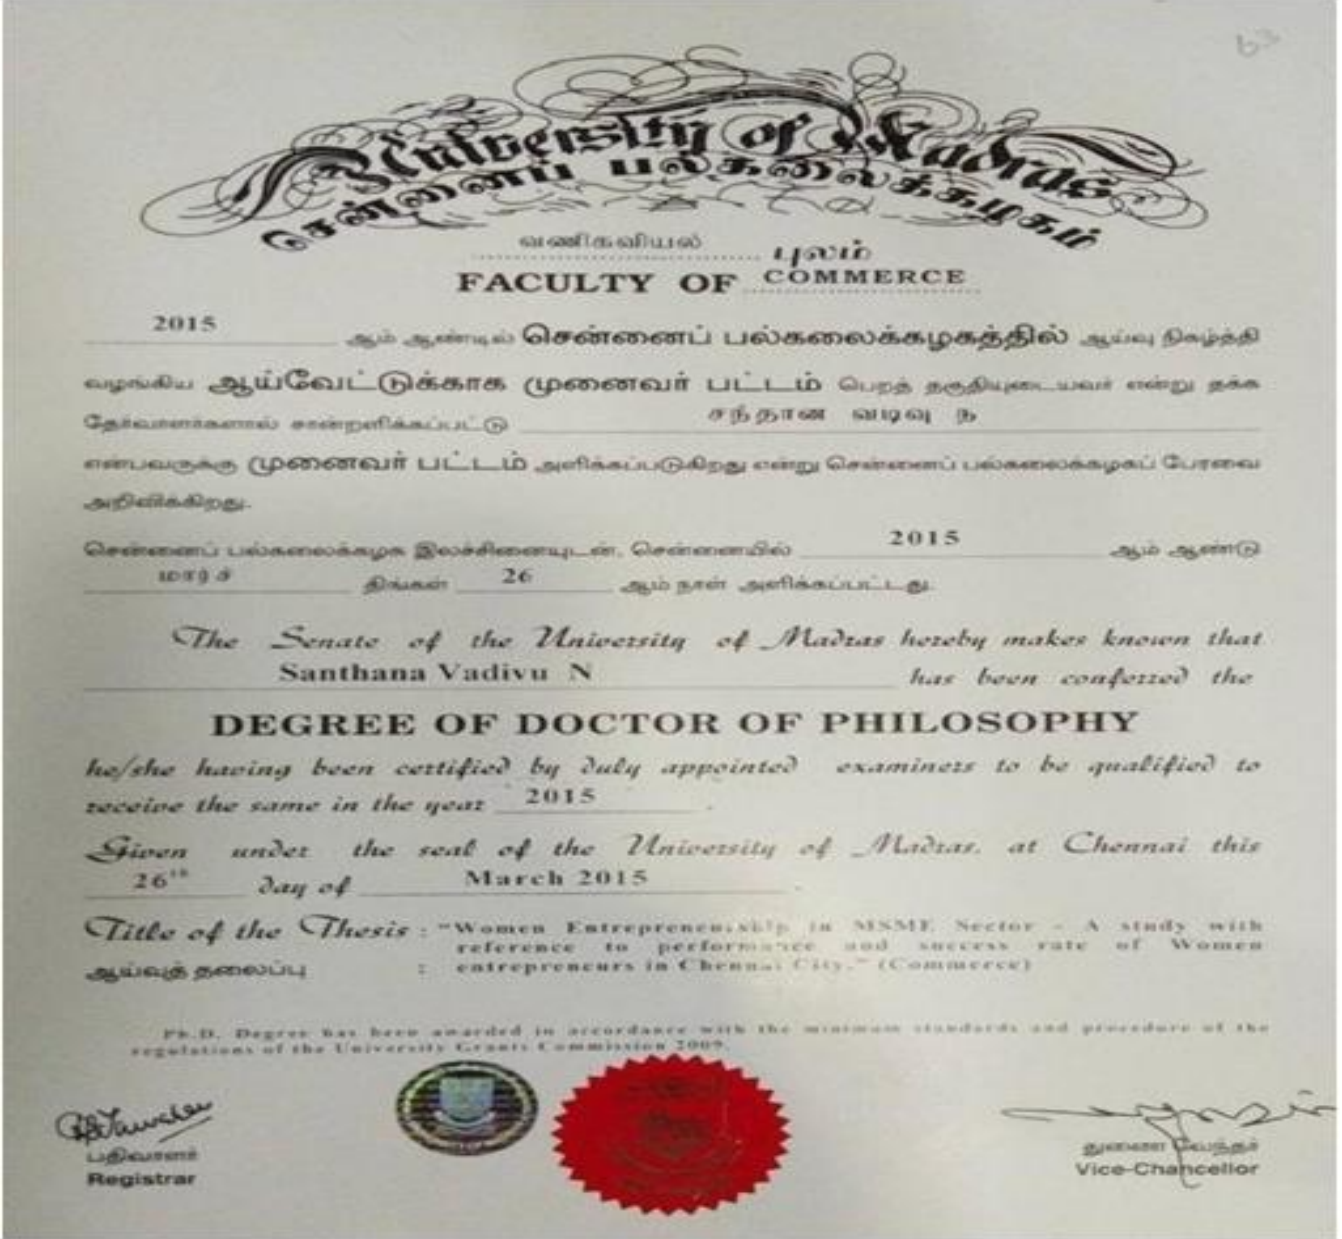 63
University of Madras
சென்னைப் பல்கலைக்கழகம்
வணிகவியல் புலம்
FACULTY OF COMMERCE
2015 ஆம் ஆண்டில் சென்னைப் பல்கலைக்கழகத்தில் ஆய்வு நிகழ்த்தி
வழங்கிய ஆய்வேட்டுக்காக முனைவர் பட்டம் பெறத் தகுதியுடையவர் என்று தக்க
தேர்வாளர்களால் சான்றளிக்கப்பட்டு சந்தான வடிவு ந
என்பவருக்கு முனைவர் பட்டம் அளிக்கப்படுகிறது என்று சென்னைப் பல்கலைக்கழகப் பேரவை
அறிவிக்கிறது.
சென்னைப் பல்கலைக்கழக இலச்சினையுடன், சென்னையில் 2015 ஆம் ஆண்டு
மார்ச் திங்கள் 26 ஆம் நாள் அளிக்கப்பட்டது.
The Senate of the University of Madras hereby makes known that
Santhana Vadivu N has been conferred the
DEGREE OF DOCTOR OF PHILOSOPHY
he/she having been certified by duly appointed examiners to be qualified to
receive the same in the year 2015.
Given under the seal of the University of Madras, at Chennai this
26th day of March 2015.
Title of the Thesis : "Women Entrepreneurship in MSME Sector - A study with
reference to performance and success rate of Women
ஆய்வுத் தலைப்பு : entrepreneurs in Chennai City." (Commerce)
Ph.D. Degree has been awarded in accordance with the minimum standards and procedure of the
regulations of the University Grants Commission 2009.
பதிவாளர்
Registrar
துணை வேந்தர்
Vice-Chancellor